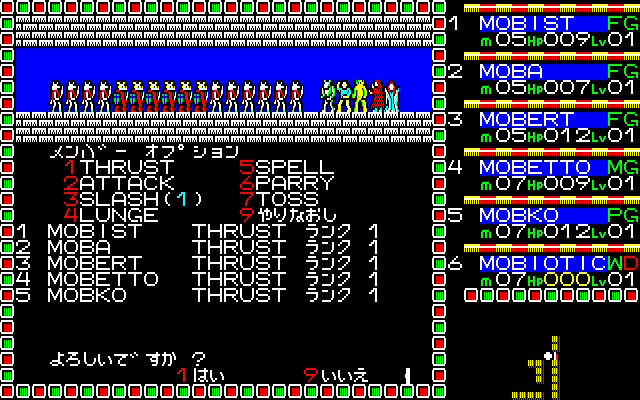 メンバー オプション
1THRUST 5SPELL
2ATTACK 6PARRY
3SLASH(1) 7TOSS
4LUNGE 9やりなおし
1 MOBIST THRUST ランク 1
2 MOBA THRUST ランク 1
3 MOBERT THRUST ランク 1
4 MOBETTO THRUST ランク 1
5 MOBKO THRUST ランク 1
よろしいですか ?
1はい 9いいえ
1 MOBIST FG
m05Hp009Lv01
2 MOBA FG
m05Hp007Lv01
3 MOBERT FG
m05Hp012Lv01
4 MOBETTO MG
m07Hp009Lv01
5 MOBKO PG
m07Hp012Lv01
6 MOBIOTICWD
m07Hp000Lv01